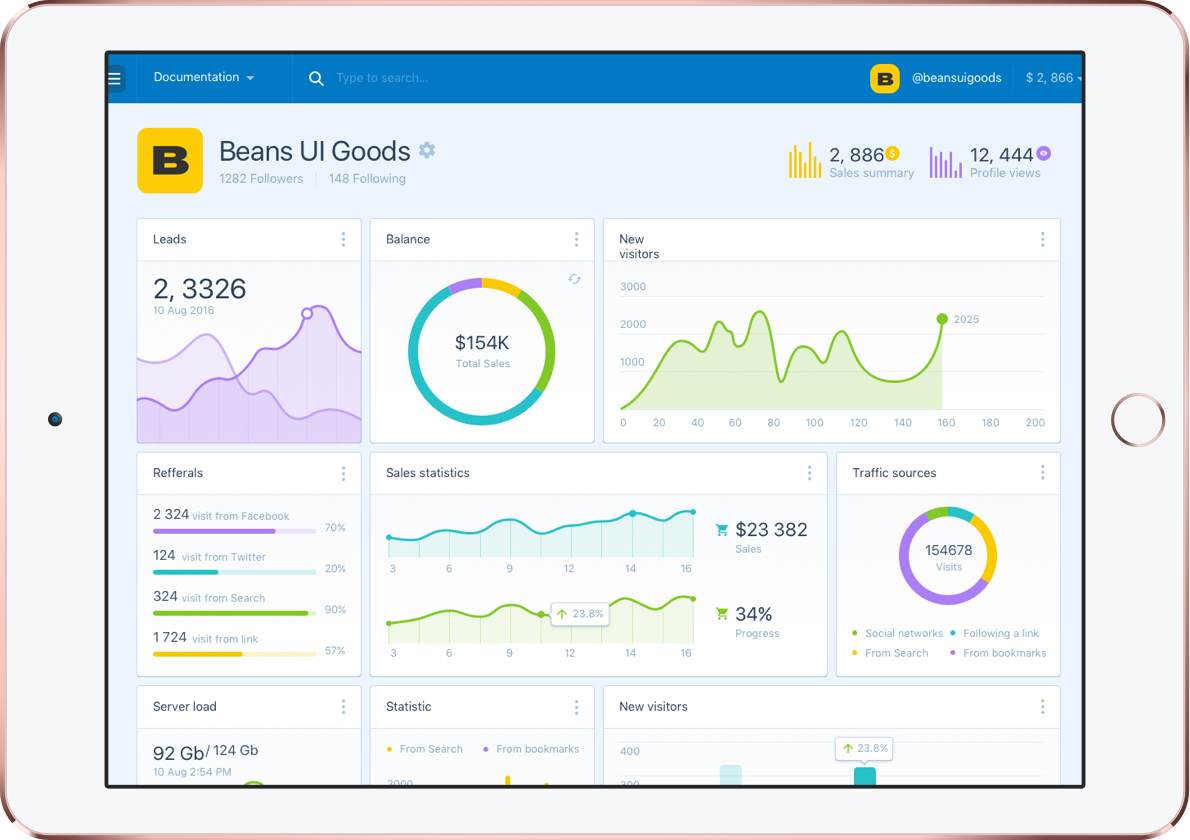 Documentation
Type to search...
B
@beansuigoods
$ 2, 866
B
Beans UI Goods
1282 Followers
148 Following
2, 886
$
Sales summary
12, 444
Profile views
Leads
2, 3326
10 Aug 2016
Balance
$154K
Total Sales
New
visitors
3000
2000
1000
2025
0 20 40 60 80 100 120 140 160 180 200
Refferals
2 324 visit from Facebook
70%
124 visit from Twitter
20%
324 visit from Search
90%
1 724 visit from link
57%
Sales statistics
3 6 9 12 14 16
$23 382
Sales
23.8%
3 6 9 12 14 16
34%
Progress
Traffic sources
154678
Visits
Social networks
Following a link
From Search
From bookmarks
Server load
92 Gb/ 124 Gb
10 Aug 2:54 PM
Statistic
From Search
From bookmarks
3000
New visitors
400
23.8%
300